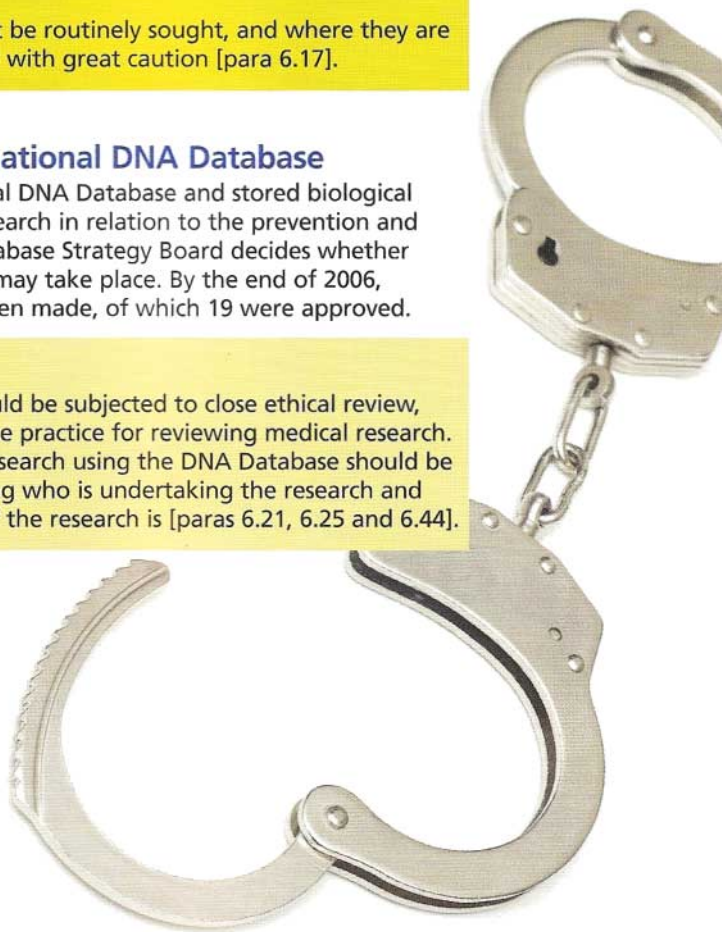 be routinely sought, and where they are
with great caution [para 6.17].
ational DNA Database
al DNA Database and stored biological
earch in relation to the prevention and
abase Strategy Board decides whether
may take place. By the end of 2006,
en made, of which 19 were approved.
uld be subjected to close ethical review,
e practice for reviewing medical research.
search using the DNA Database should be
g who is undertaking the research and
the research is [paras 6.21, 6.25 and 6.44].